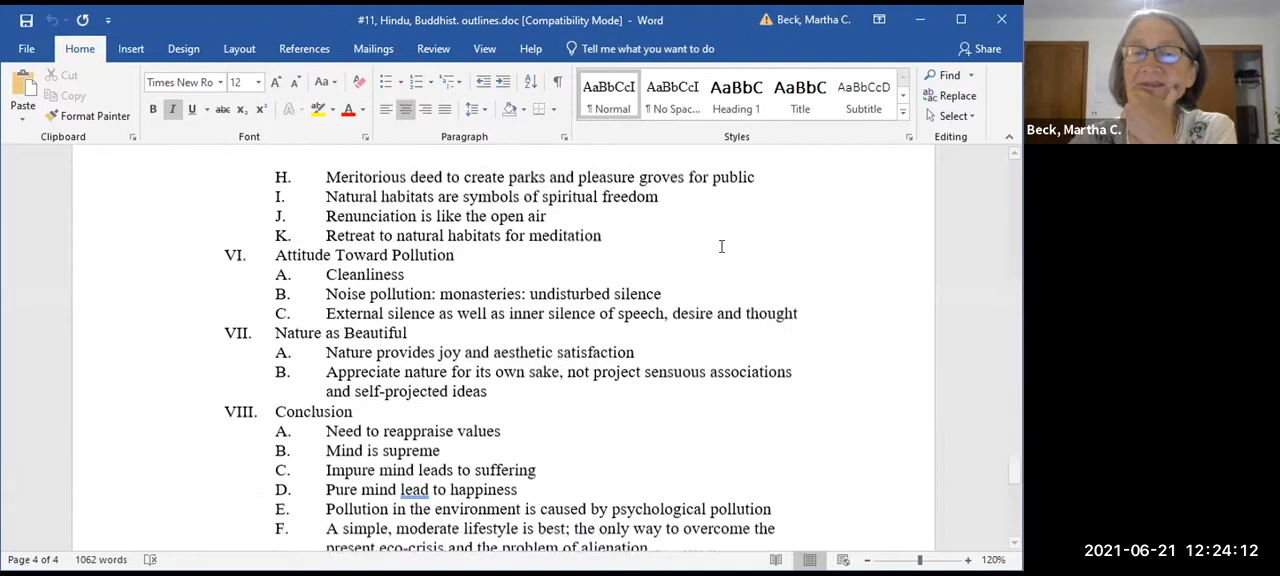 #11, Hindu, Buddhist. outlines.doc [Compatibility Mode] - Word
Beck, Martha C.
File Home Insert Design Layout References Mailings Review View Help Tell me what you want to do Share
Paste
Cut
Copy
Format Painter
Clipboard
Times New Ro 12
Font
Paragraph
AaBbCcI AaBbCcI AaBbC AaBbC AaBbCcD
¶ Normal ¶ No Spac... Heading 1 Title Subtitle
Styles
Find
Replace
Select
Editing
Beck, Martha C.
H. Meritorious deed to create parks and pleasure groves for public
I. Natural habitats are symbols of spiritual freedom
J. Renunciation is like the open air
K. Retreat to natural habitats for meditation
VI. Attitude Toward Pollution
A. Cleanliness
B. Noise pollution: monasteries: undisturbed silence
C. External silence as well as inner silence of speech, desire and thought
VII. Nature as Beautiful
A. Nature provides joy and aesthetic satisfaction
B. Appreciate nature for its own sake, not project sensuous associations
and self-projected ideas
VIII. Conclusion
A. Need to reappraise values
B. Mind is supreme
C. Impure mind leads to suffering
D. Pure mind lead to happiness
E. Pollution in the environment is caused by psychological pollution
F. A simple, moderate lifestyle is best; the only way to overcome the
present eco-crisis and the problem of alienation
Page 4 of 4 1062 words 120%
2021-06-21 12:24:12